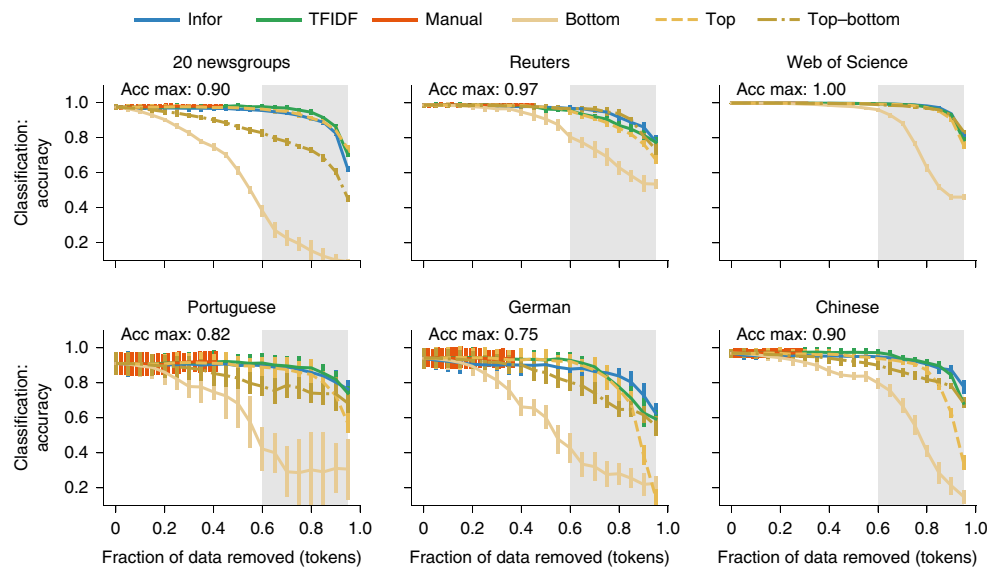 Infor TFIDF Manual Bottom Top Top–bottom
20 newsgroups Reuters Web of Science
Acc max: 0.90 Acc max: 0.97 Acc max: 1.00
Classification:
accuracy
1.0
0.8
0.6
0.4
0.2
Portuguese German Chinese
Acc max: 0.82 Acc max: 0.75 Acc max: 0.90
Classification:
accuracy
1.0
0.8
0.6
0.4
0.2
0 0.2 0.4 0.6 0.8 1.0 0 0.2 0.4 0.6 0.8 1.0 0 0.2 0.4 0.6 0.8 1.0
Fraction of data removed (tokens) Fraction of data removed (tokens) Fraction of data removed (tokens)